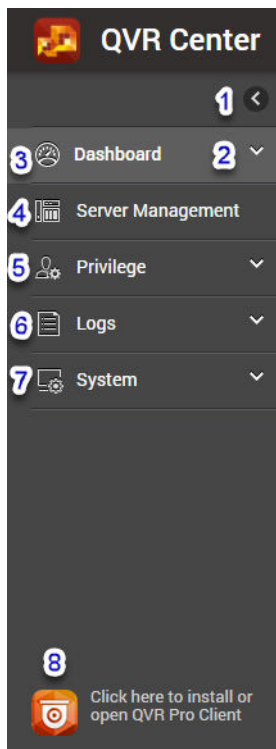 QVR Center
1
3 Dashboard 2
4 Server Management
5 Privilege
6 Logs
7 System
8
Click here to install or
open QVR Pro Client